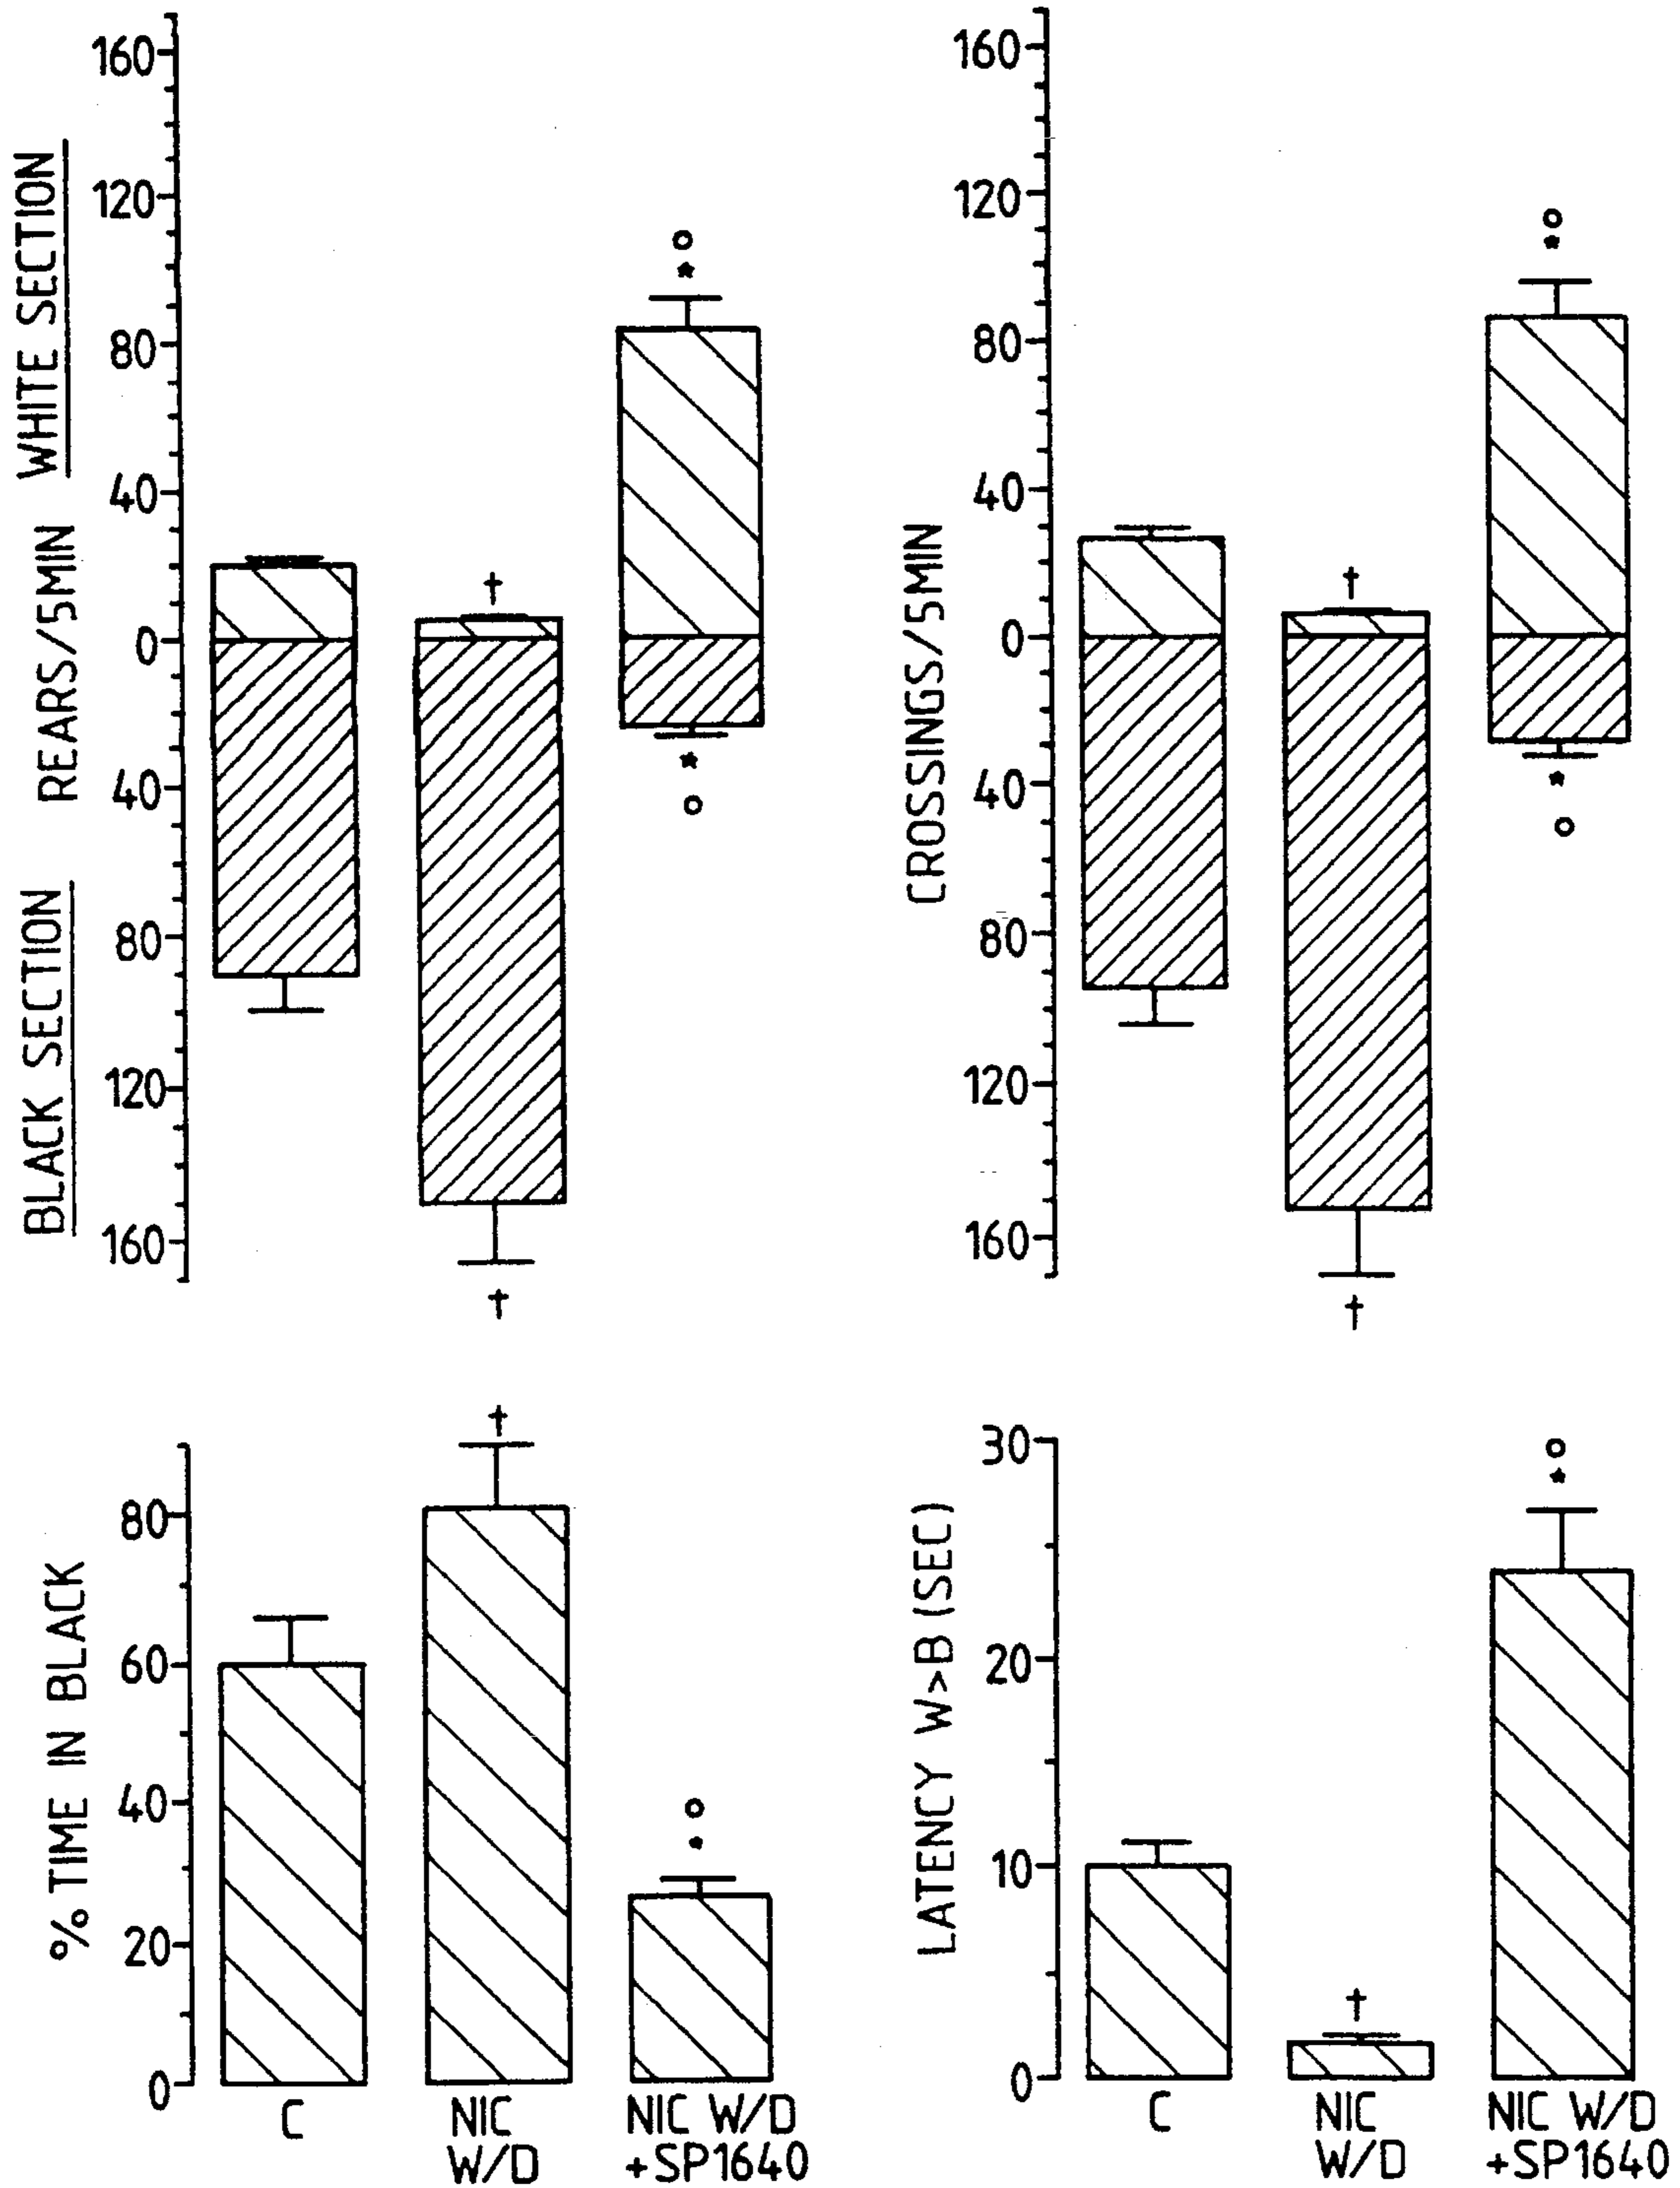 WHITE SECTION
REARS/5MIN
BLACK SECTION
160
120
80
40
0
40
80
120
160
o
*
†
*
o
†
CROSSINGS/5MIN
160
120
80
40
0
40
80
120
160
o
*
†
*
o
†
% TIME IN BLACK
80
60
40
20
0
†
o
*
C
NIC
W/D
NIC W/D
+SP1640
LATENCY W>B (SEC)
30
20
10
0
o
*
†
C
NIC
W/D
NIC W/D
+SP1640